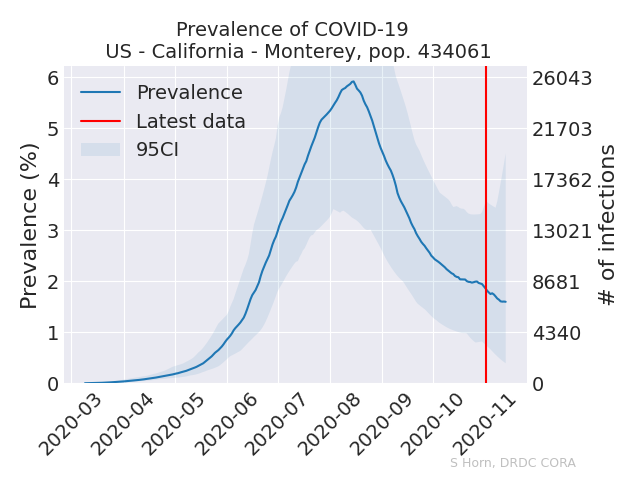 Prevalence of COVID-19
US - California - Monterey, pop. 434061
Prevalence
Latest data
95CI
Prevalence (%)
6
5
4
3
2
1
0
26043
21703
17362
13021
8681
4340
0
# of infections
2020-03
2020-04
2020-05
2020-06
2020-07
2020-08
2020-09
2020-10
2020-11
S Horn, DRDC CORA